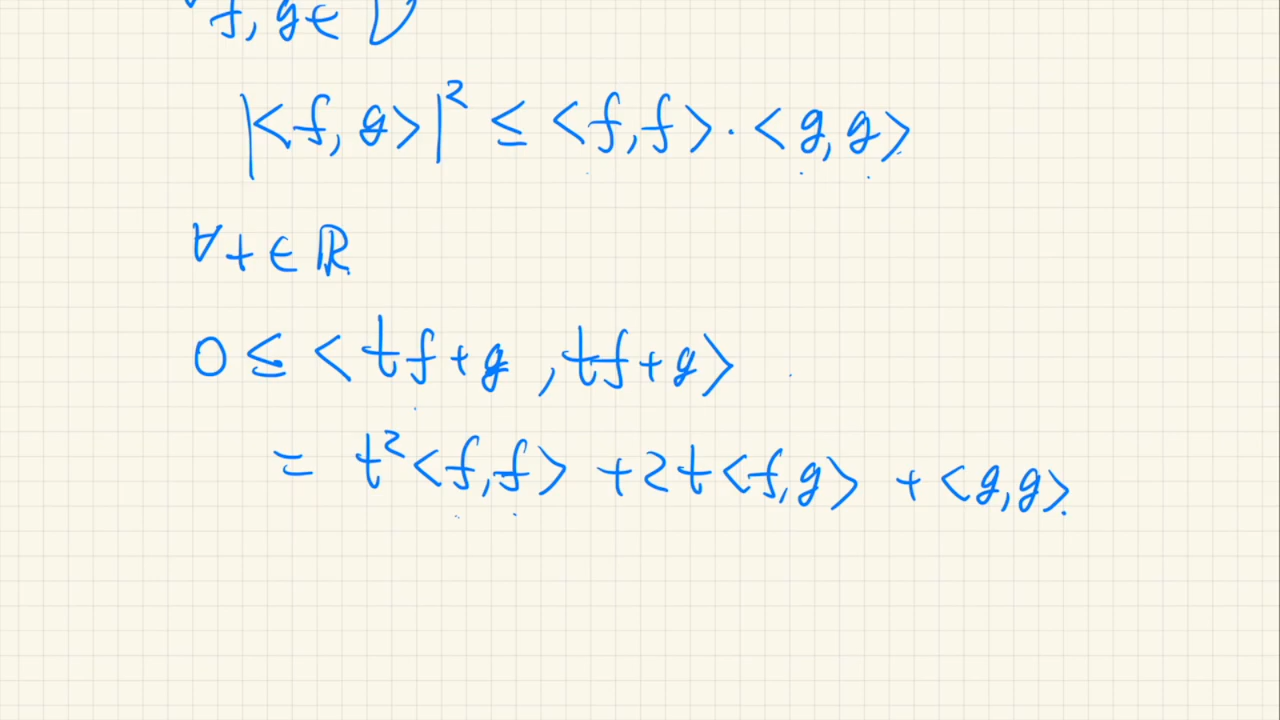 ∀f, g ∈ V
|<f, g>|² ≤ <f, f> · <g, g>
∀t ∈ ℝ
0 ≤ <tf + g, tf + g>
= t²<f, f> + 2t<f, g> + <g, g>